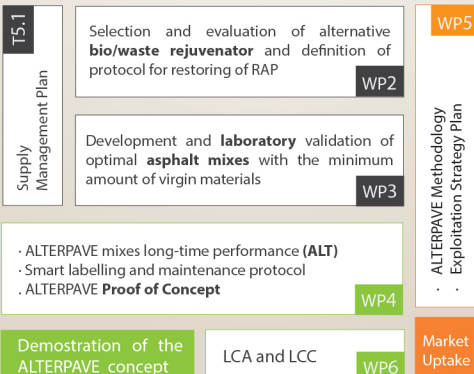 T5.1
Supply
Management Plan
Selection and evaluation of alternative
bio/waste rejuvenator and definition of
protocol for restoring of RAP
WP2
Development and laboratory validation of
optimal asphalt mixes with the minimum
amount of virgin materials
WP3
· ALTERPAVE mixes long-time performance (ALT)
· Smart labelling and maintenance protocol
. ALTERPAVE Proof of Concept
WP4
Demostration of the
ALTERPAVE concept
LCA and LCC
WP6
WP5
· ALTERPAVE Methodology
· Exploitation Strategy Plan
Market
Uptake